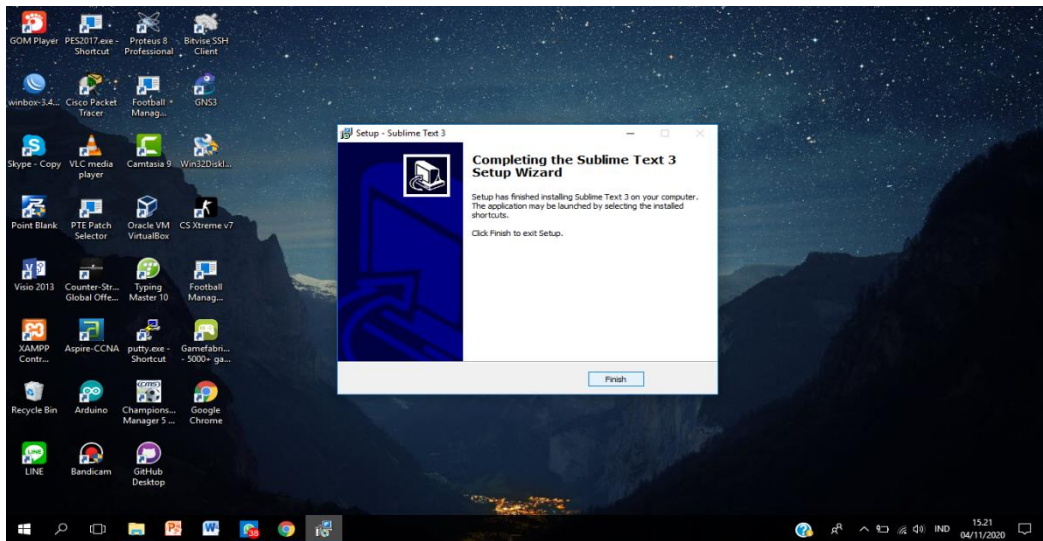 GOM Player
PES2017.exe -
Shortcut
Proteus 8
Professional
Bitvise SSH
Client
winbox-3.4...
Cisco Packet
Tracer
Football
Manag...
GNS3
Skype - Copy
VLC media
player
Camtasia 9
Win32Diskl...
Point Blank
PTE Patch
Selector
Oracle VM
VirtualBox
CS Xtreme v7
Visio 2013
Counter-Str...
Global Offe...
Typing
Master 10
Football
Manag...
XAMPP
Contr...
Aspire-CCNA
putty.exe -
Shortcut
Gamefabri...
- 5000+ ga...
Recycle Bin
Arduino
Champions...
Manager 5 ...
Google
Chrome
LINE
Bandicam
GitHub
Desktop
Setup - Sublime Text 3
Completing the Sublime Text 3
Setup Wizard
Setup has finished installing Sublime Text 3 on your computer.
The application may be launched by selecting the installed
shortcuts.
Click Finish to exit Setup.
Finish
38
IND
15.21
04/11/2020